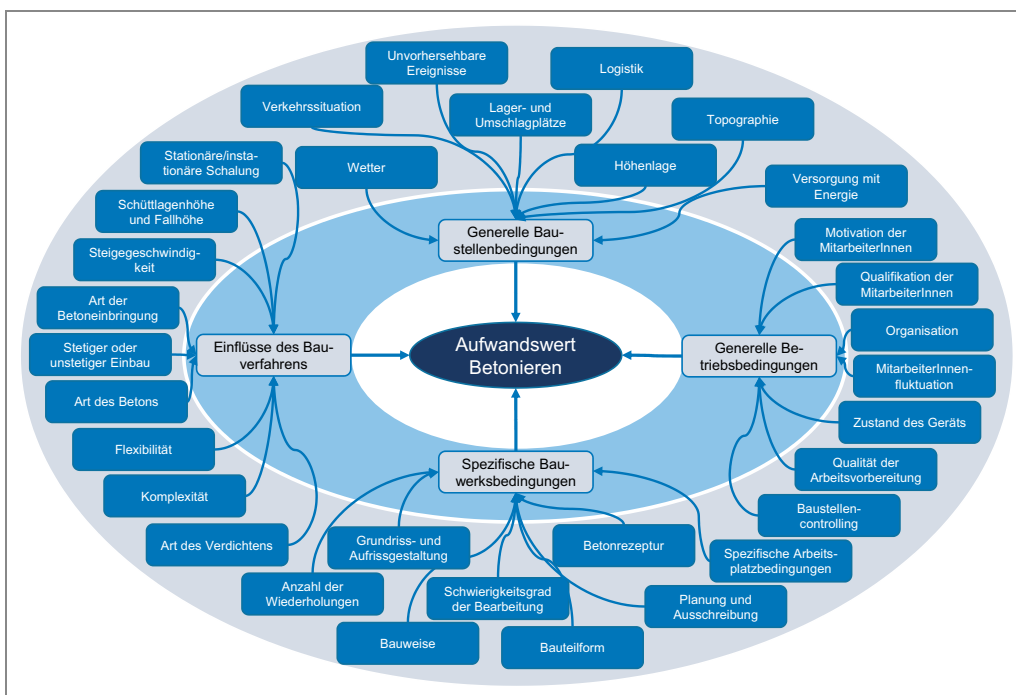 Unvorhersehbare
Ereignisse
Logistik
Verkehrssituation
Lager- und
Umschlagplätze
Topographie
Stationäre/insta-
tionäre Schalung
Wetter
Höhenlage
Versorgung mit
Energie
Schüttlagenhöhe
und Fallhöhe
Generelle Bau-
stellenbedingungen
Motivation der
MitarbeiterInnen
Steigegeschwindig-
keit
Qualifikation der
MitarbeiterInnen
Art der
Betoneinbringung
Organisation
Stetiger oder
unstetiger Einbau
Einflüsse des Bau-
verfahrens
Aufwandswert
Betonieren
Generelle Be-
triebsbedingungen
MitarbeiterInnen-
fluktuation
Art des Betons
Zustand des Geräts
Flexibilität
Spezifische Bau-
werksbedingungen
Qualität der
Arbeitsvorbereitung
Komplexität
Baustellen-
controlling
Art des Verdichtens
Grundriss- und
Aufrissgestaltung
Betonrezeptur
Spezifische Arbeits-
platzbedingungen
Anzahl der
Wiederholungen
Schwierigkeitsgrad
der Bearbeitung
Planung und
Ausschreibung
Bauweise
Bauteilform